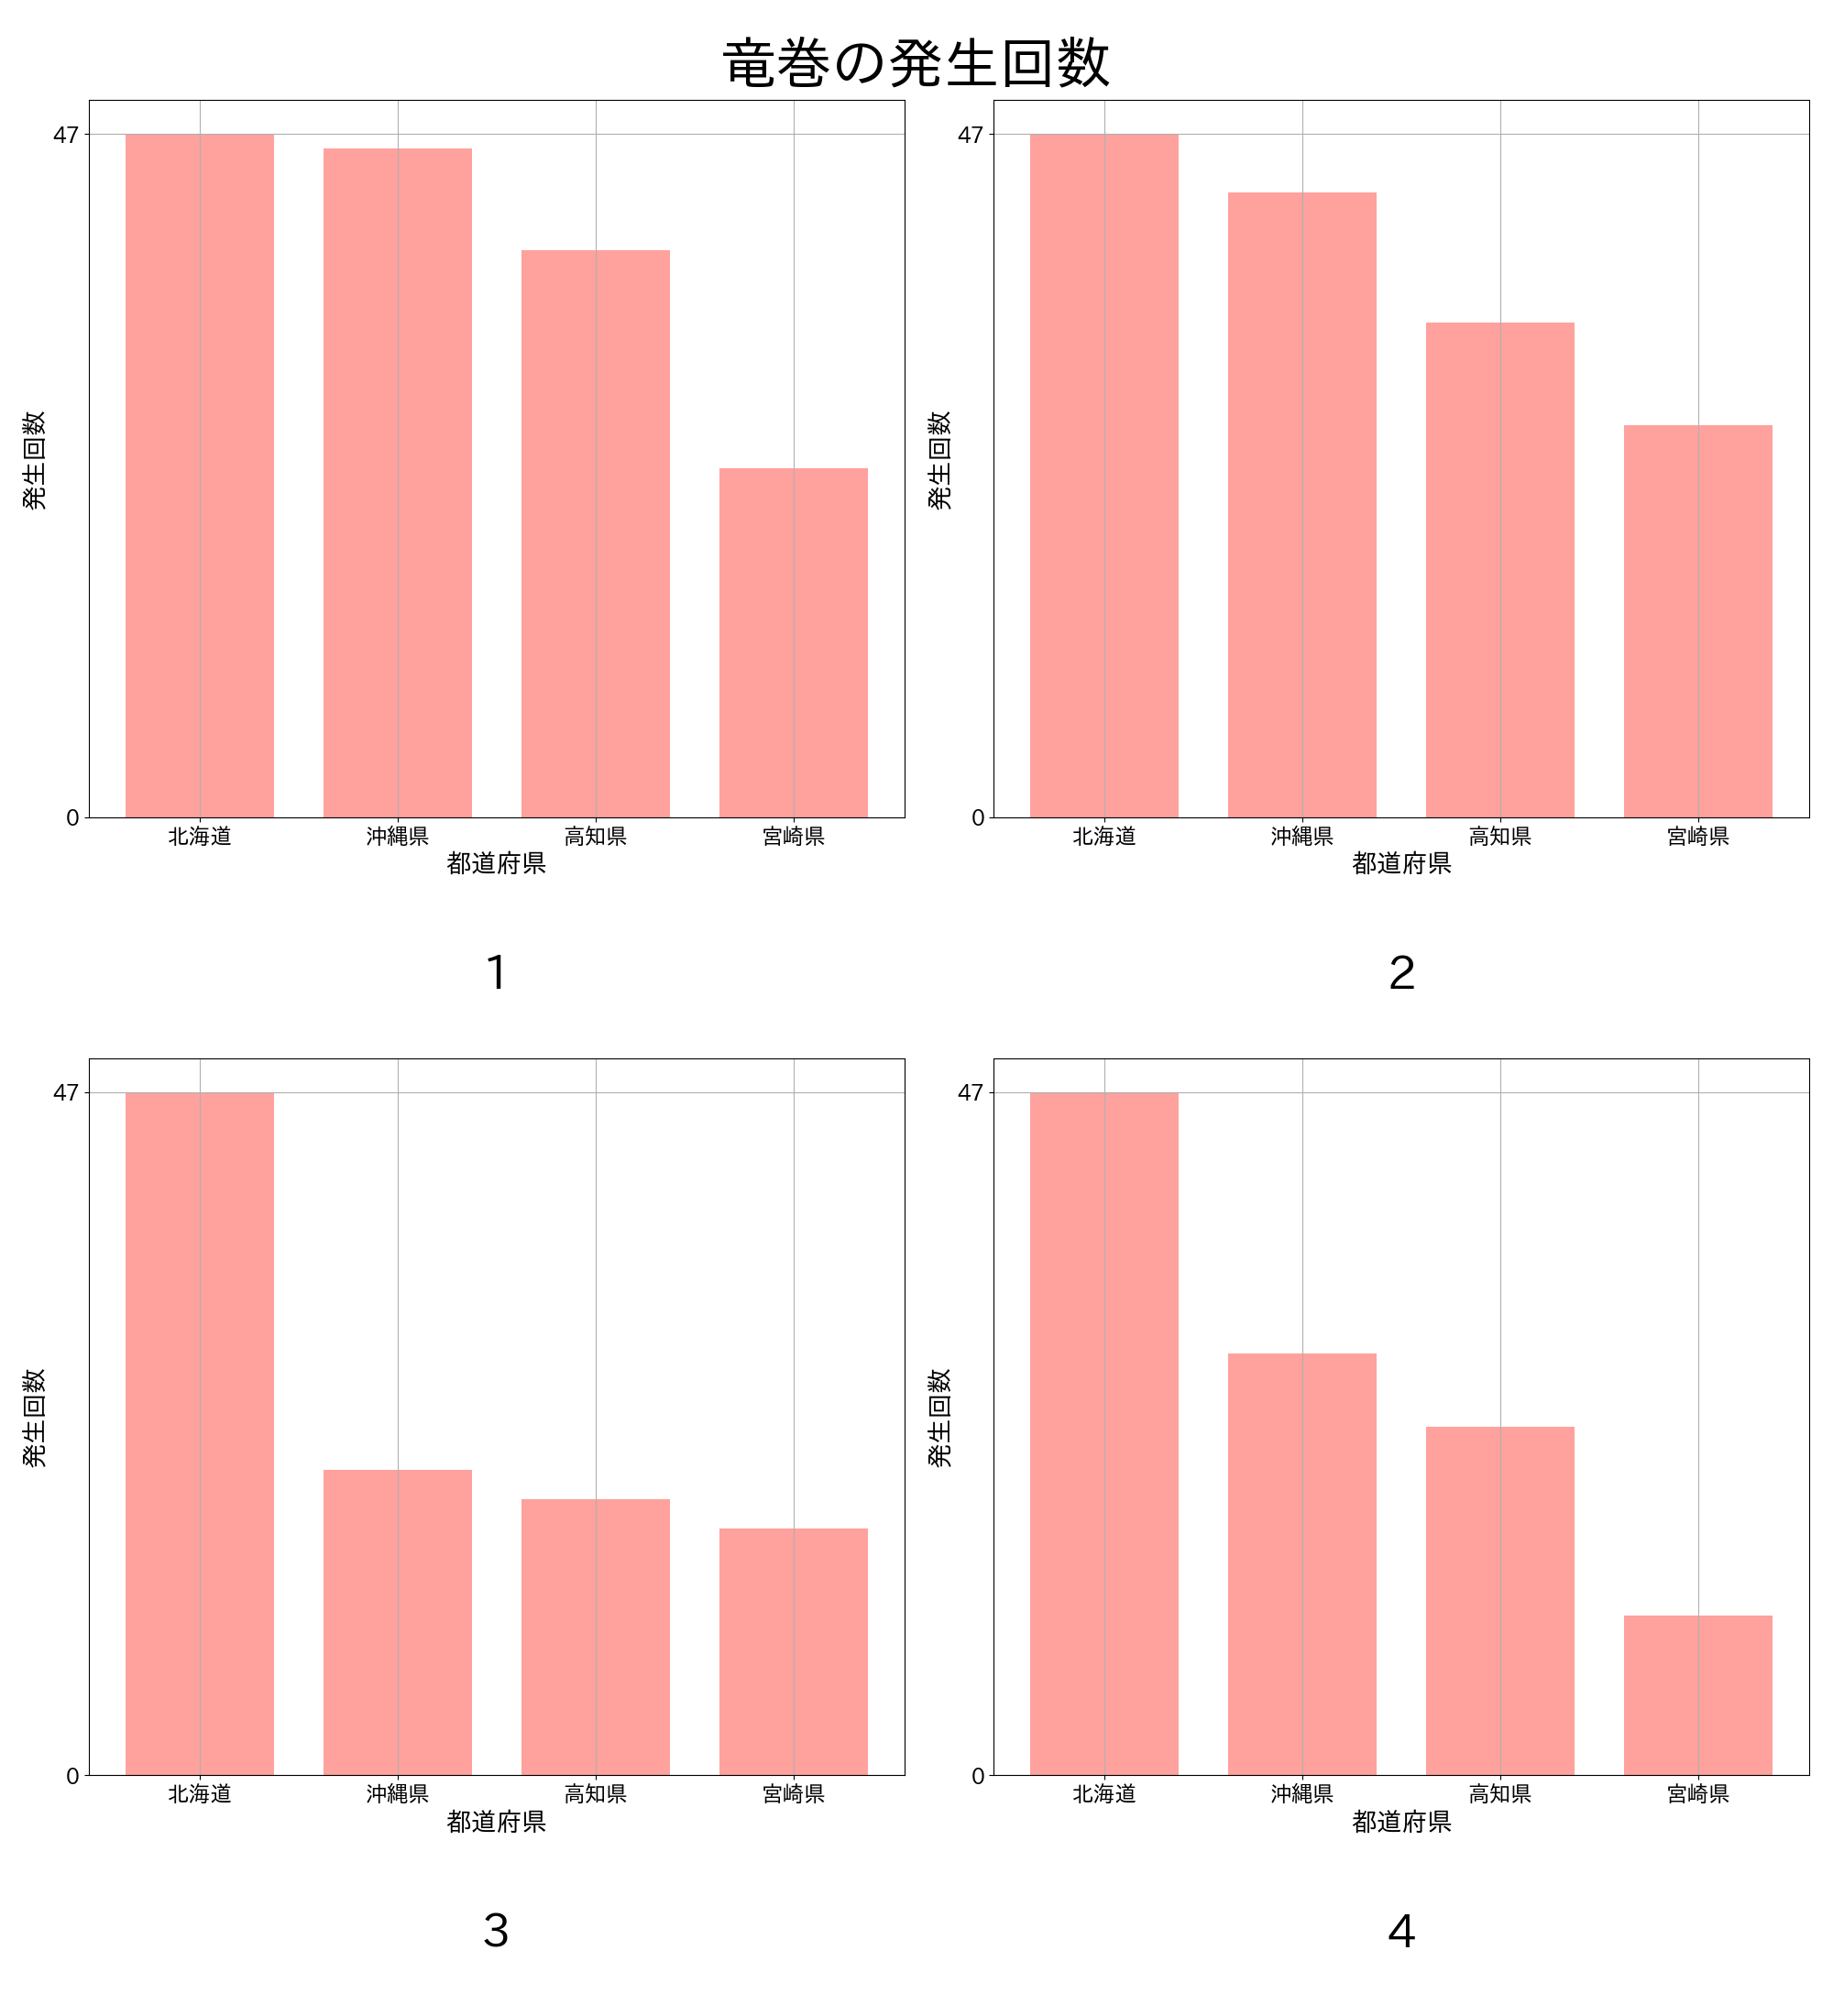 竜巻の発生回数
47
0
発生回数
北海道 沖縄県 高知県 宮崎県
都道府県
1
47
0
発生回数
北海道 沖縄県 高知県 宮崎県
都道府県
2
47
0
発生回数
北海道 沖縄県 高知県 宮崎県
都道府県
3
47
0
発生回数
北海道 沖縄県 高知県 宮崎県
都道府県
4